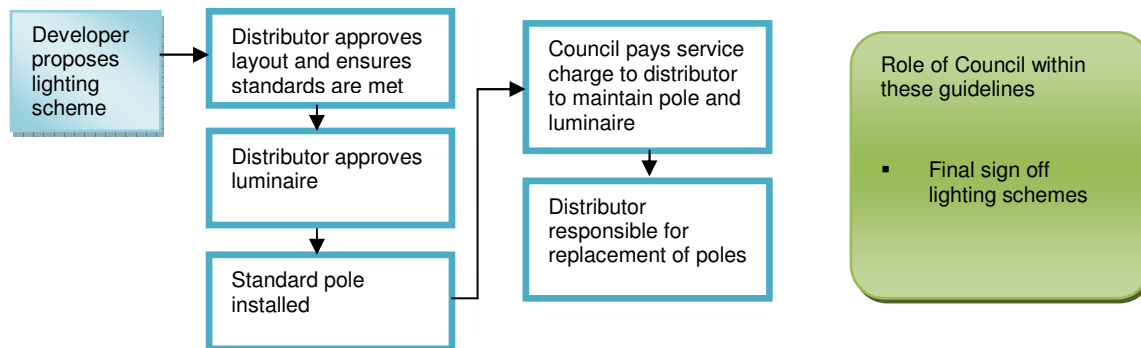 Developer
proposes
lighting
scheme
Distributor approves
layout and ensures
standards are met
Distributor approves
luminaire
Standard pole
installed
Council pays service
charge to distributor
to maintain pole and
luminaire
Distributor
responsible for
replacement of poles
Role of Council within
these guidelines
▪ Final sign off
lighting schemes